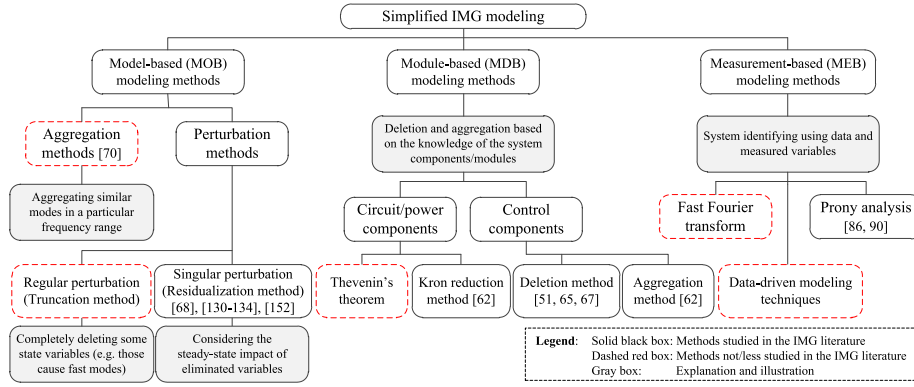 Simplified IMG modeling
Model-based (MOB)
modeling methods
Module-based (MDB)
modeling methods
Measurement-based (MEB)
modeling methods
Aggregation
methods [70]
Perturbation
methods
Deletion and aggregation based
on the knowledge of the system
components/modules
System identifying using data and
measured variables
Aggregating similar
modes in a particular
frequency range
Circuit/power
components
Control
components
Fast Fourier
transform
Prony analysis
[86, 90]
Regular perturbation
(Truncation method)
Singular perturbation
(Residualization method)
[68], [130-134], [152]
Thevenin's
theorem
Kron reduction
method [62]
Deletion method
[51, 65, 67]
Aggregation
method [62]
Data-driven modeling
techniques
Completely deleting some
state variables (e.g. those
cause fast modes)
Considering the
steady-state impact of
eliminated variables
Legend: Solid black box: Methods studied in the IMG literature
Dashed red box: Methods not/less studied in the IMG literature
Gray box: Explanation and illustration